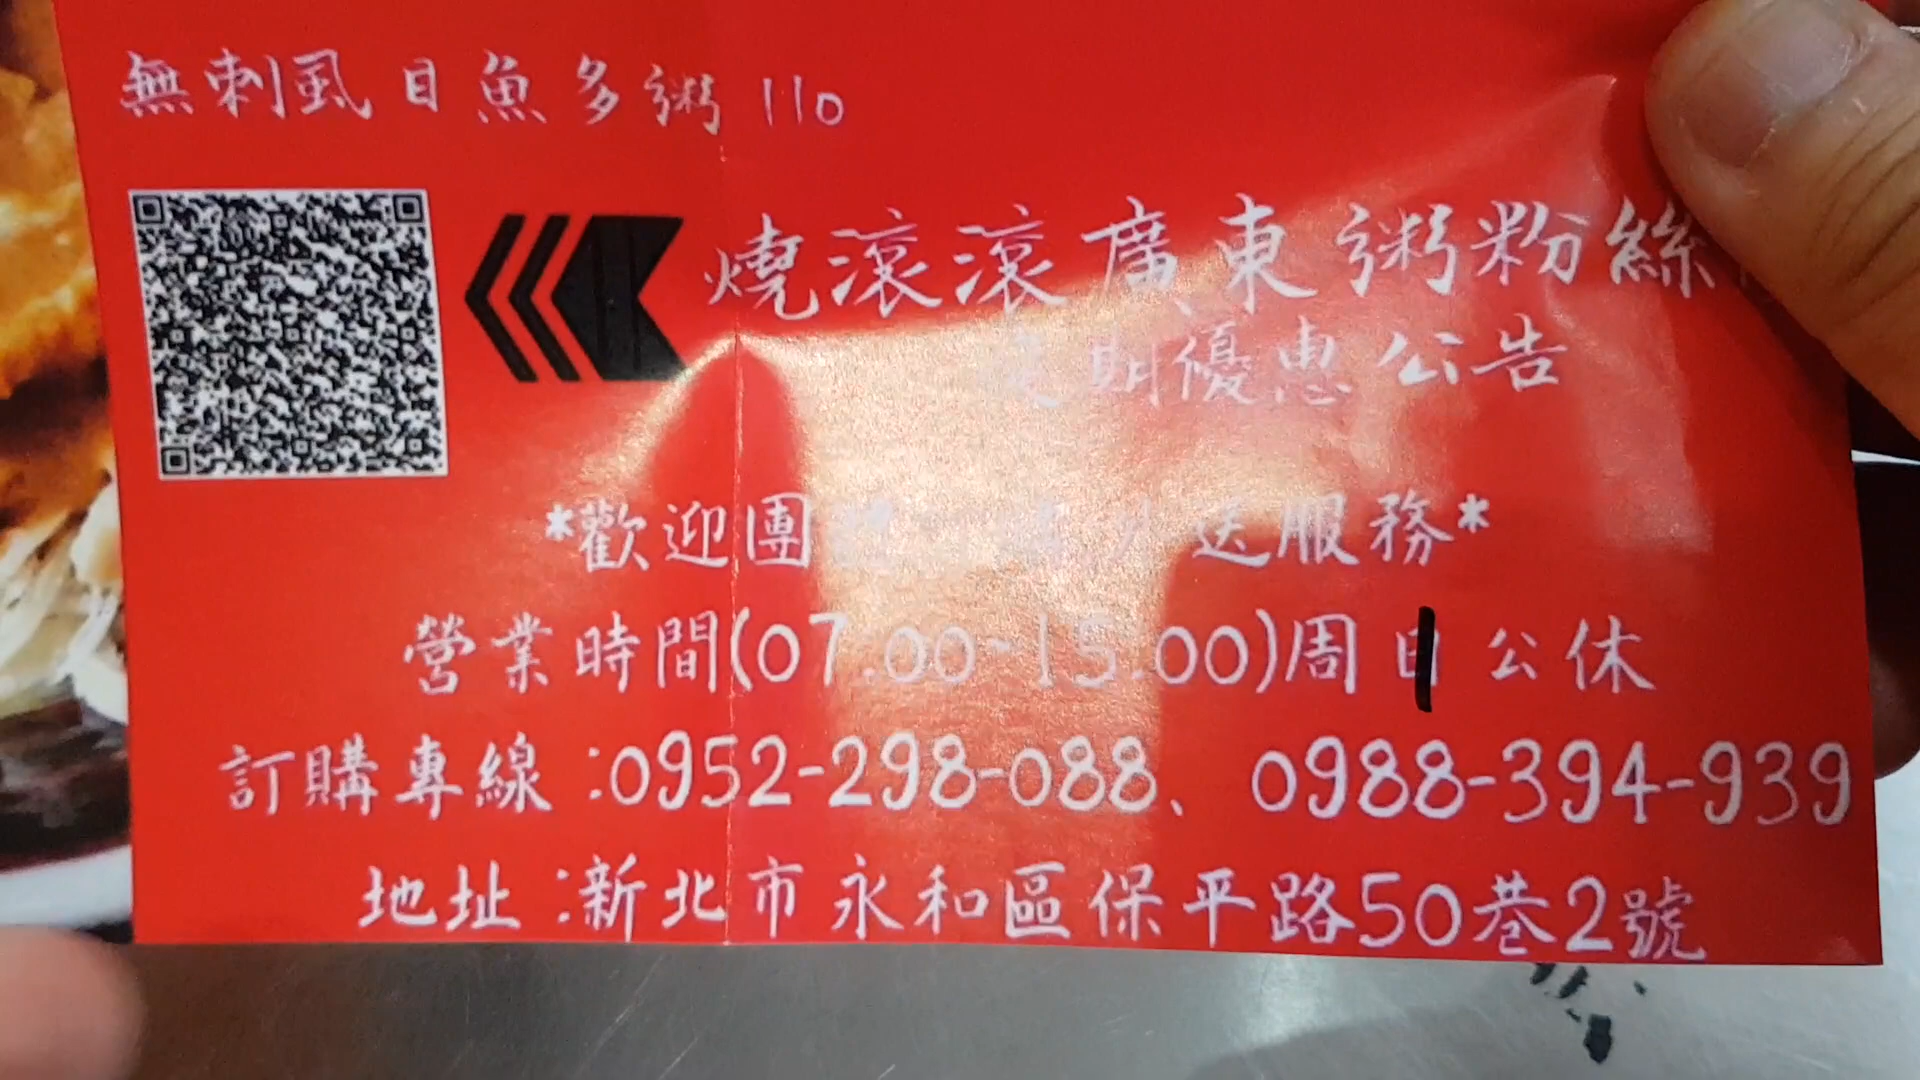 無刺虱目魚多粥 110
燒滾滾廣東粥粉絲
期優惠公告
*歡迎團 送服務*
營業時間(07.00-15.00)周 公休
訂購專線:0952-298-088、0988-394-939
地址:新北市永和區保平路50巷2號